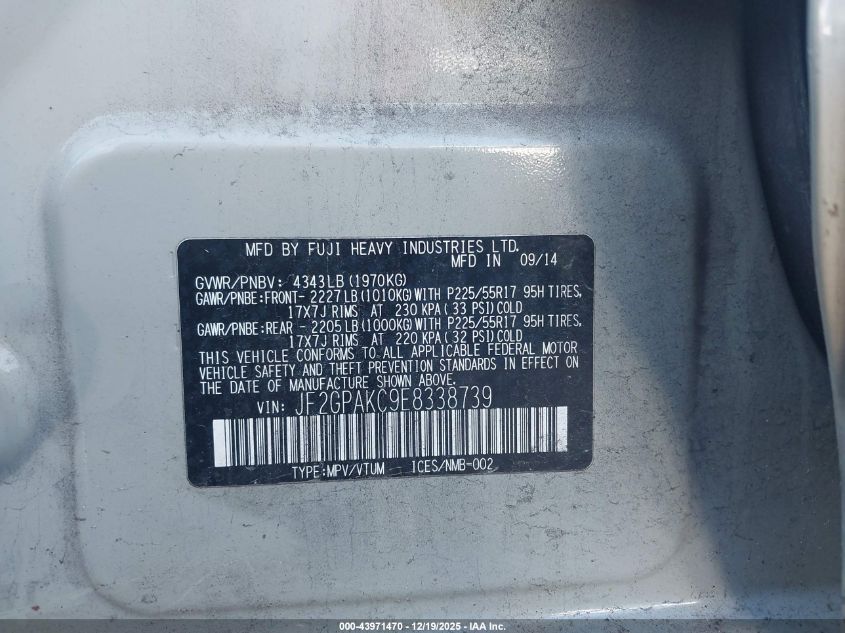 MFD BY FUJI HEAVY INDUSTRIES LTD.
MFD IN 09/14
GVWR/PNBV: 4343LB (1970KG)
GAWR/PNBE:FRONT- 2227LB (1010KG) WITH P225/55R17 95H TIRES,
17X7J RIMS AT 230 KPA( 33 PSI)COLD
GAWR/PNBE:REAR - 2205LB (1000KG) WITH P225/55R17 95H TIRES,
17X7J RIMS AT 220 KPA( 32 PSI)COLD
THIS VEHICLE CONFORMS TO ALL APPLICABLE FEDERAL MOTOR
VEHICLE SAFETY AND THEFT PREVENTION STANDARDS IN EFFECT ON
THE DATE OF MANUFACTURE SHOWN ABOVE.
VIN: JF2GPAKC9E8338739
TYPE:MPV/VTUM ICES/NMB-002
000-43971470 - 12/19/2025 - IAA Inc.